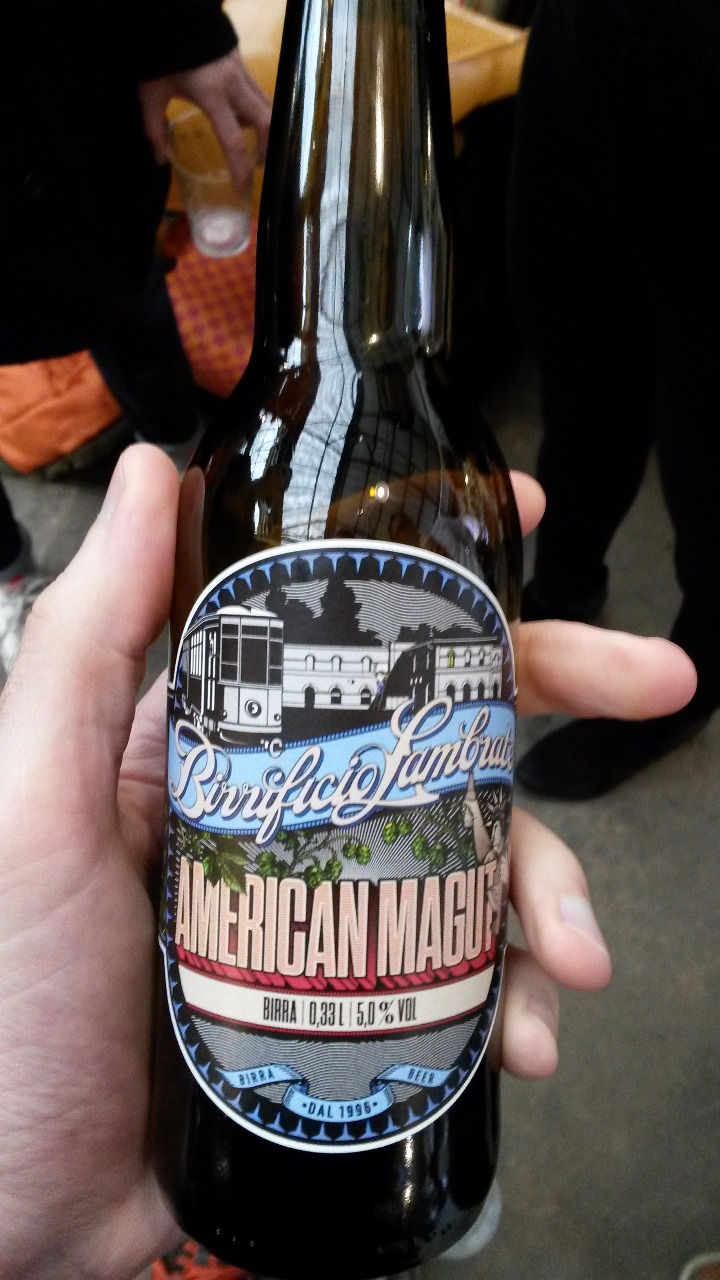 Birrificio Lambrate
AMERICAN MAGUT
BIRRA | 0,33 L | 5,0 % VOL
BIRRA BEER
•DAL 1996•